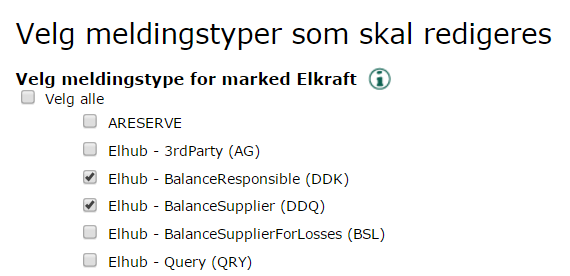 Velg meldingstyper som skal redigeres
Velg meldingstype for marked Elkraft
Velg alle
ARESERVE
Elhub - 3rdParty (AG)
Elhub - BalanceResponsible (DDK)
Elhub - BalanceSupplier (DDQ)
Elhub - BalanceSupplierForLosses (BSL)
Elhub - Query (QRY)